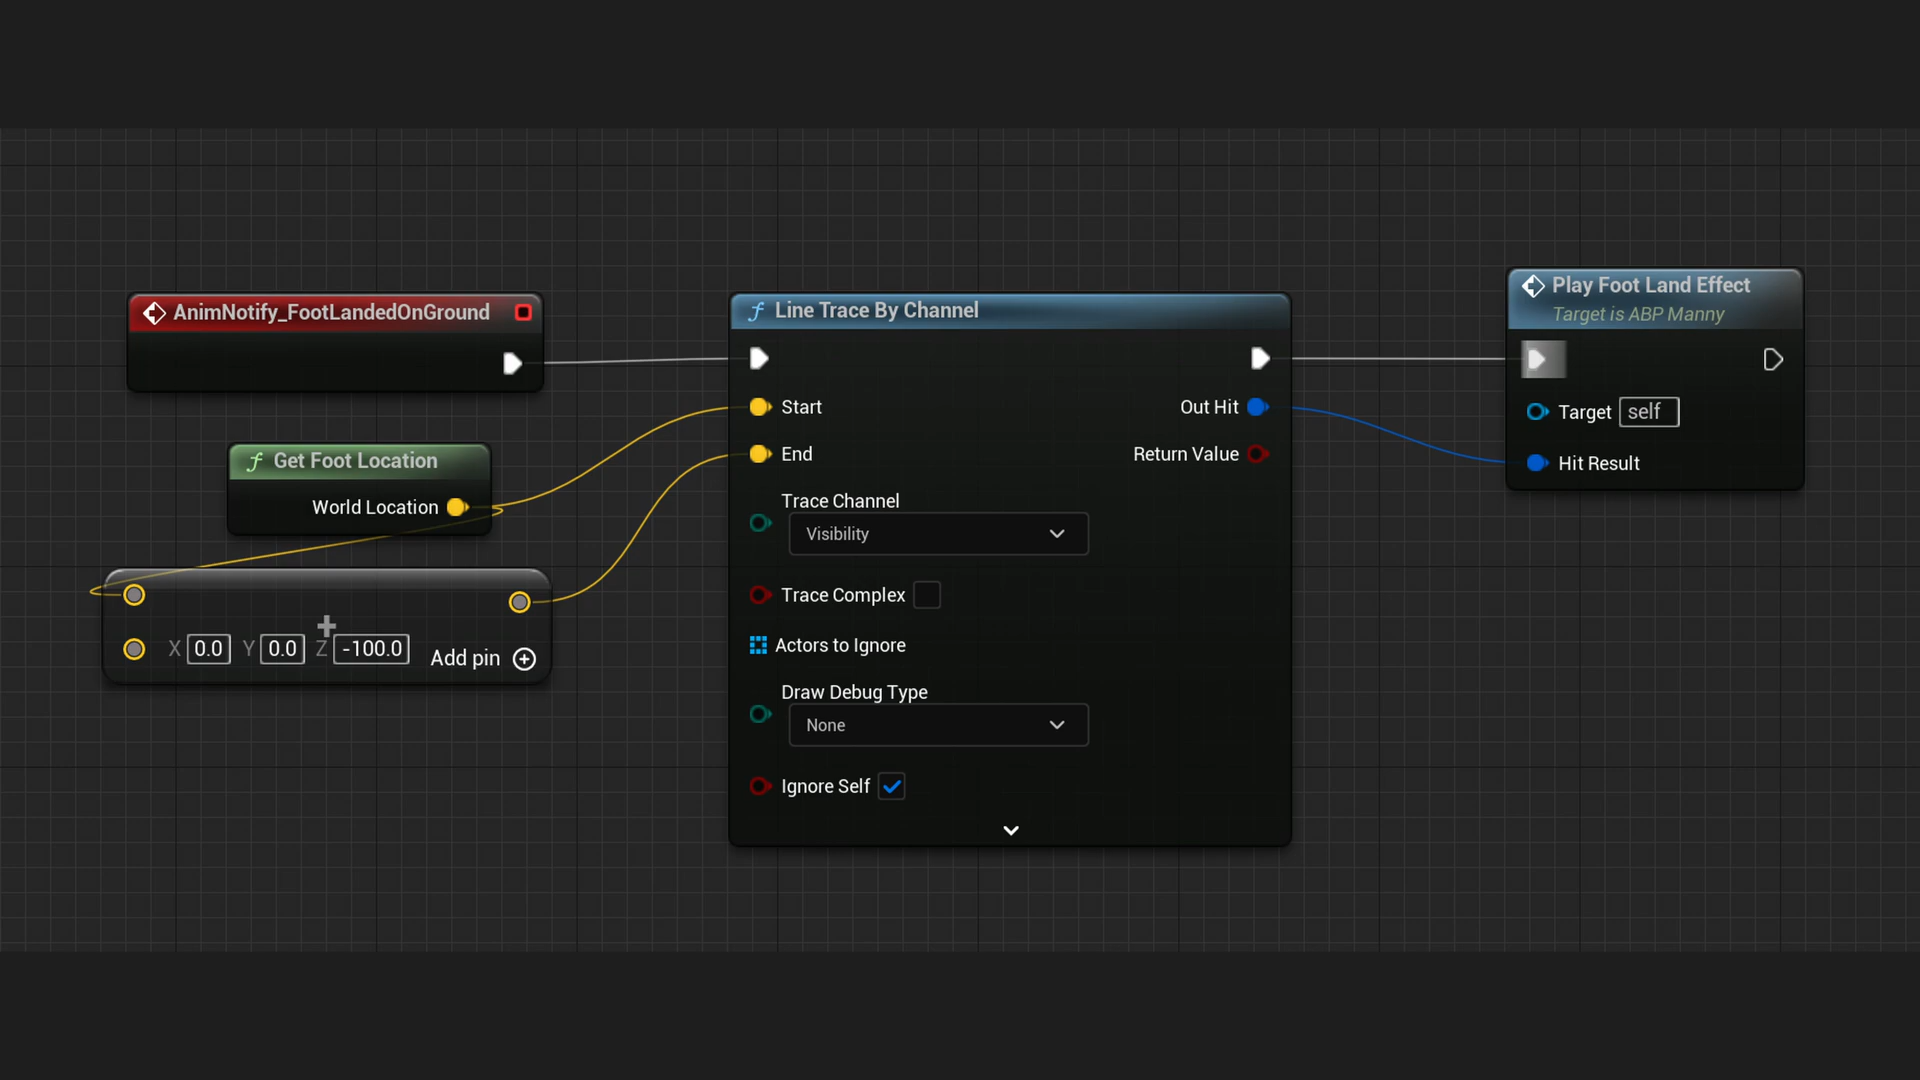 AnimNotify_FootLandedOnGround
Get Foot Location
World Location
X 0.0 Y 0.0 Z -100.0
Add pin
Line Trace By Channel
Start
Out Hit
End
Return Value
Trace Channel
Visibility
Trace Complex
Actors to Ignore
Draw Debug Type
None
Ignore Self
Play Foot Land Effect
Target is ABP Manny
Target self
Hit Result